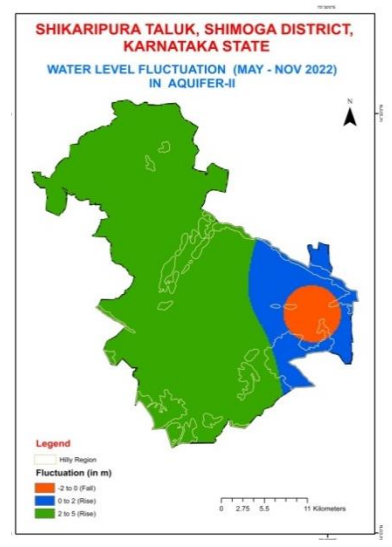 SHIKARIPURA TALUK, SHIMOGA DISTRICT,
KARNATAKA STATE
WATER LEVEL FLUCTUATION (MAY - NOV 2022)
IN AQUIFER-II
N
Legend
Hilly Region
Fluctuation (in m)
-2 to 0 (Fall)
0 to 2 (Rise)
2 to 5 (Rise)
0 2.75 5.5 11 Kilometers